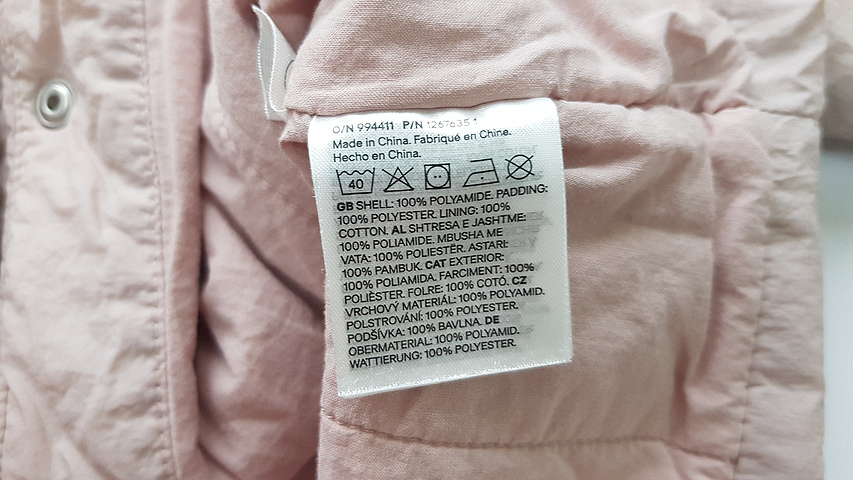 O/N 994411 P/N 1267635 1
Made in China. Fabriqué en Chine.
Hecho en China.
40
GB SHELL: 100% POLYAMIDE. PADDING:
100% POLYESTER. LINING: 100%
COTTON. AL SHTRESA E JASHTME:
100% POLIAMIDE. MBUSHA ME
VATA: 100% POLIESTËR. ASTARI:
100% PAMBUK. CAT EXTERIOR:
100% POLIAMIDA. FARCIMENT: 100%
POLIÈSTER. FOLRE: 100% COTÓ. CZ
VRCHOVÝ MATERIÁL: 100% POLYAMID.
POLSTROVÁNÍ: 100% POLYESTER.
PODŠÍVKA: 100% BAVLNA. DE
OBERMATERIAL: 100% POLYAMID.
WATTIERUNG: 100% POLYESTER.